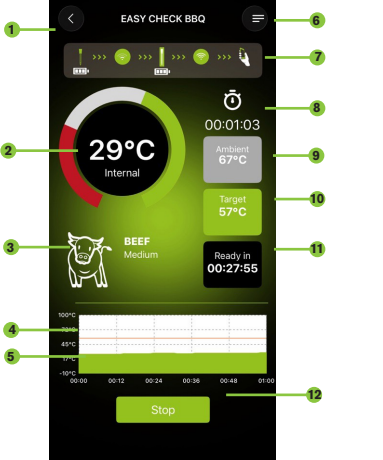 EASY CHECK BBQ
6
1
>>> >>> >>> >>>
7
8
00:01:03
2
29°C
Internal
Ambient
67°C
9
Target
57°C
10
3
BEEF
Medium
Ready in
00:27:55
11
100°C
4
72°C
45°C
5
17°C
-10°C
00:00 00:12 00:24 00:36 00:48 01:00
12
Stop